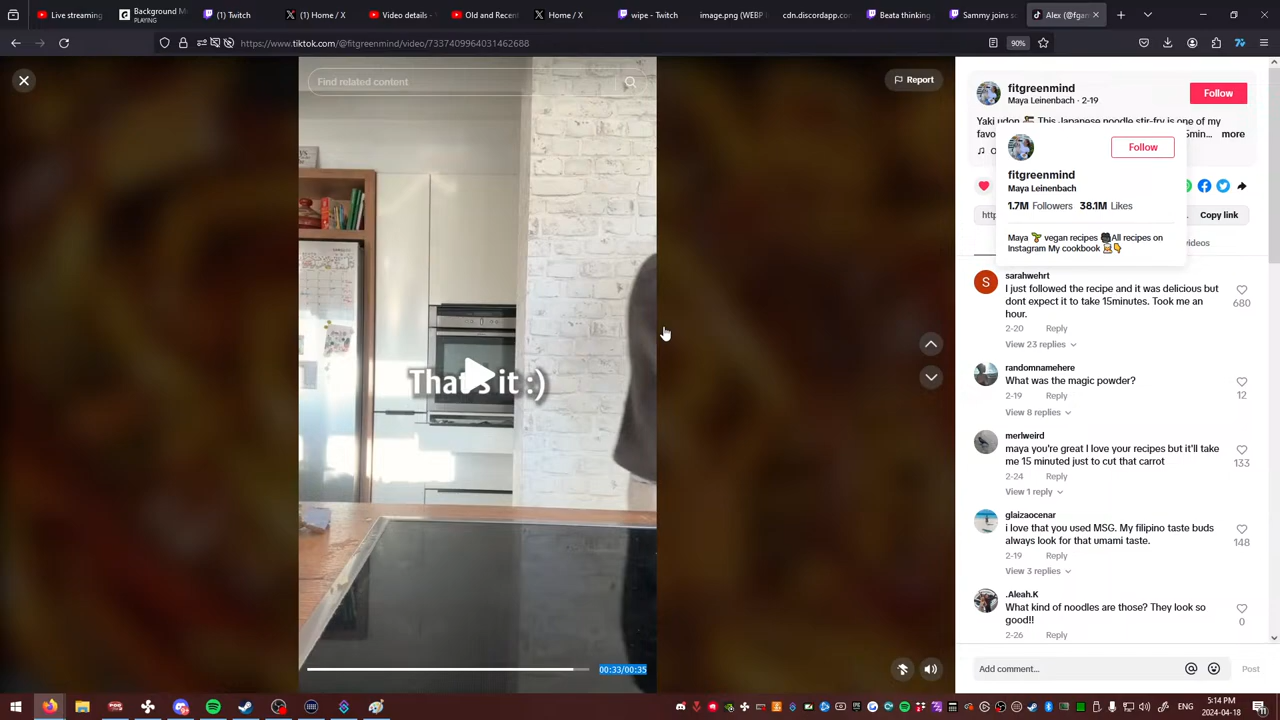 Live streaming
Background M
PLAYING
(1) Twitch
Home / X
Video details
Old and Recent
Home / X
wipe - Twitch
image.png (WEBP
cdn.discordapp.
Beta thinking
Alex (@fitgreen
https://www.tiktok.com/@fitgreenmind/video/7337409964031462688
90%
Find related content
Report
That's it :)
00:33/00:35
fitgreenmind
Maya Leinenbach · 2-19
Follow
Yaki udon 🍜 This Japanese noodle stir-fry is one of my
favo
5min...
more
♫ O
fitgreenmind
Maya Leinenbach
Follow
1.7M Followers 38.1M Likes
Maya 🌱 vegan recipes All recipes on
Instagram My cookbook 👇
htt
Copy link
videos
S
sarahwehrt
I just followed the recipe and it was delicious but
dont expect it to take 15minutes. Took me an
hour.
680
2-20 Reply
View 23 replies
randomnamehere
What was the magic powder?
12
2-19 Reply
View 8 replies
merlweird
maya you're great I love your recipes but it'll take
me 15 minuted just to cut that carrot
133
2-24 Reply
View 1 reply
glaizaocenar
i love that you used MSG. My filipino taste buds
always look for that umami taste.
148
2-19 Reply
View 3 replies
.Aleah.K
What kind of noodles are those? They look so
good!!
0
2-26 Reply
Add comment...
Post
5:14 PM
2024-04-18